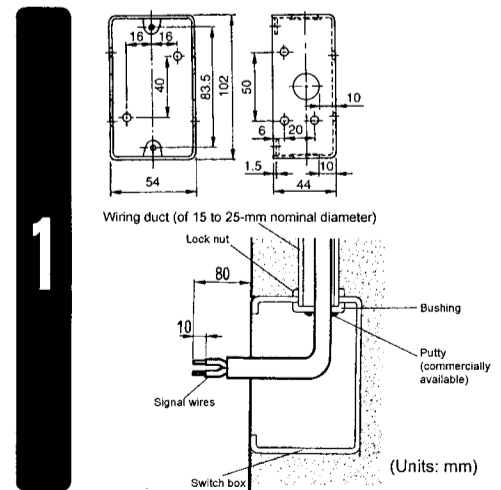 1
16 16
40
83.5
102
54
50
10
6 20
1.5 10
44
Wiring duct (of 15 to 25-mm nominal diameter)
Lock nut
80
Bushing
10
Putty
(commercially
available)
Signal wires
(Units: mm)
Switch box